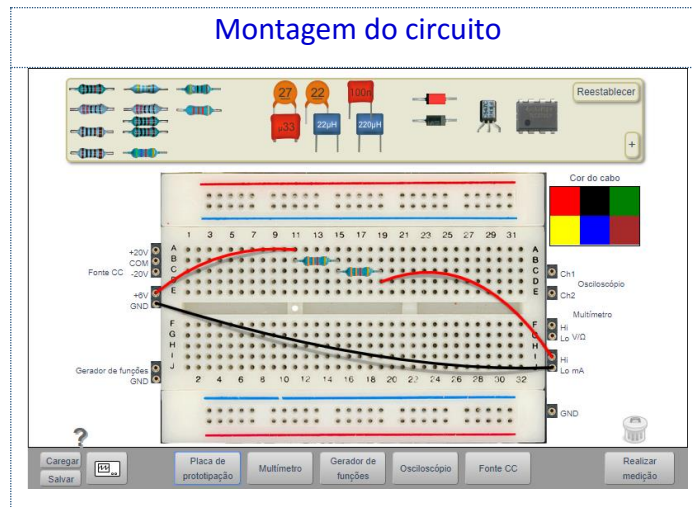 Montagem do circuito
Reestablecer
27
22
100n
µ33
22µH
220µH
+
Cor do cabo
1 3 5 7 9 11 13 15 17 19 21 23 25 27 29 31
A
B
C
D
E
A
B
C
D
E
+20V
COM
Fonte CC
-20V
+6V
GND
Ch1
Osciloscópio
Ch2
Multímetro
Hi
Lo V/Ω
Hi
Lo mA
F
G
H
I
J
F
G
H
I
J
Gerador de funções
GND
2 4 6 8 10 12 14 16 18 20 22 24 26 28 30 32
GND
?
Caregar
Salvar
Placa de
prototipação
Multímetro
Gerador de
funções
Osciloscópio
Fonte CC
Realizar
medição